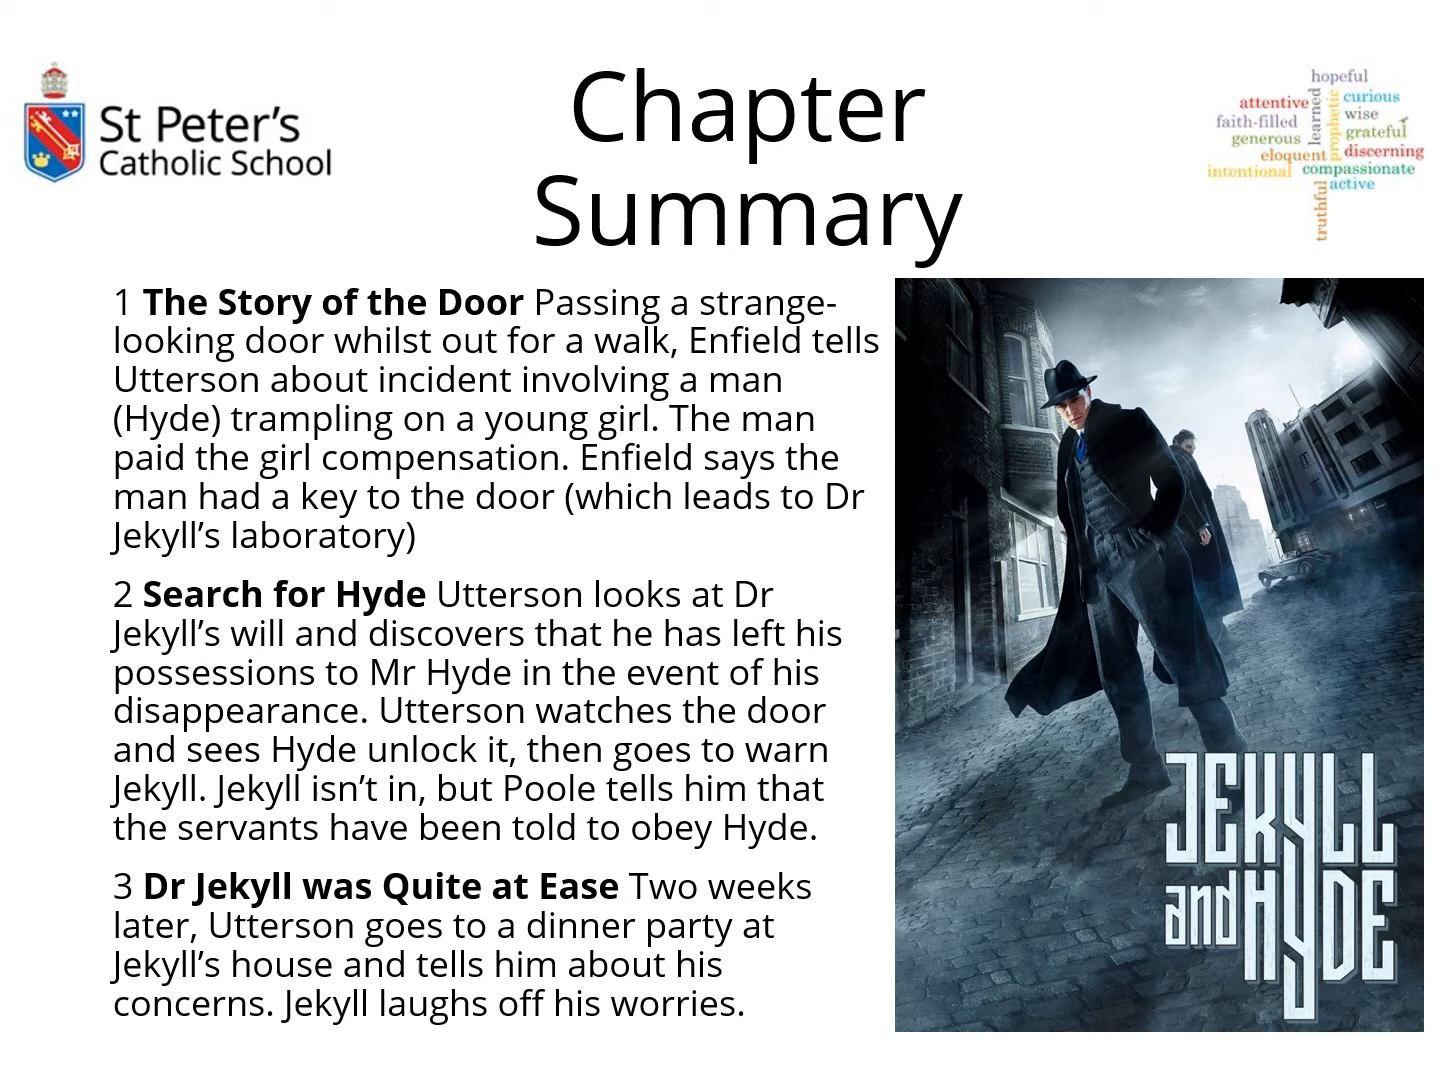 St Peter’s
Catholic School
Chapter
Summary
hopeful
attentive
learned
prophetic
curious
faith-filled
wise
generous
grateful
eloquent
discerning
intentional
compassionate
active
truthful
1 The Story of the Door Passing a strange-
looking door whilst out for a walk, Enfield tells
Utterson about incident involving a man
(Hyde) trampling on a young girl. The man
paid the girl compensation. Enfield says the
man had a key to the door (which leads to Dr
Jekyll’s laboratory)
2 Search for Hyde Utterson looks at Dr
Jekyll’s will and discovers that he has left his
possessions to Mr Hyde in the event of his
disappearance. Utterson watches the door
and sees Hyde unlock it, then goes to warn
Jekyll. Jekyll isn’t in, but Poole tells him that
the servants have been told to obey Hyde.
3 Dr Jekyll was Quite at Ease Two weeks
later, Utterson goes to a dinner party at
Jekyll’s house and tells him about his
concerns. Jekyll laughs off his worries.
JEKYLL
and HYDE